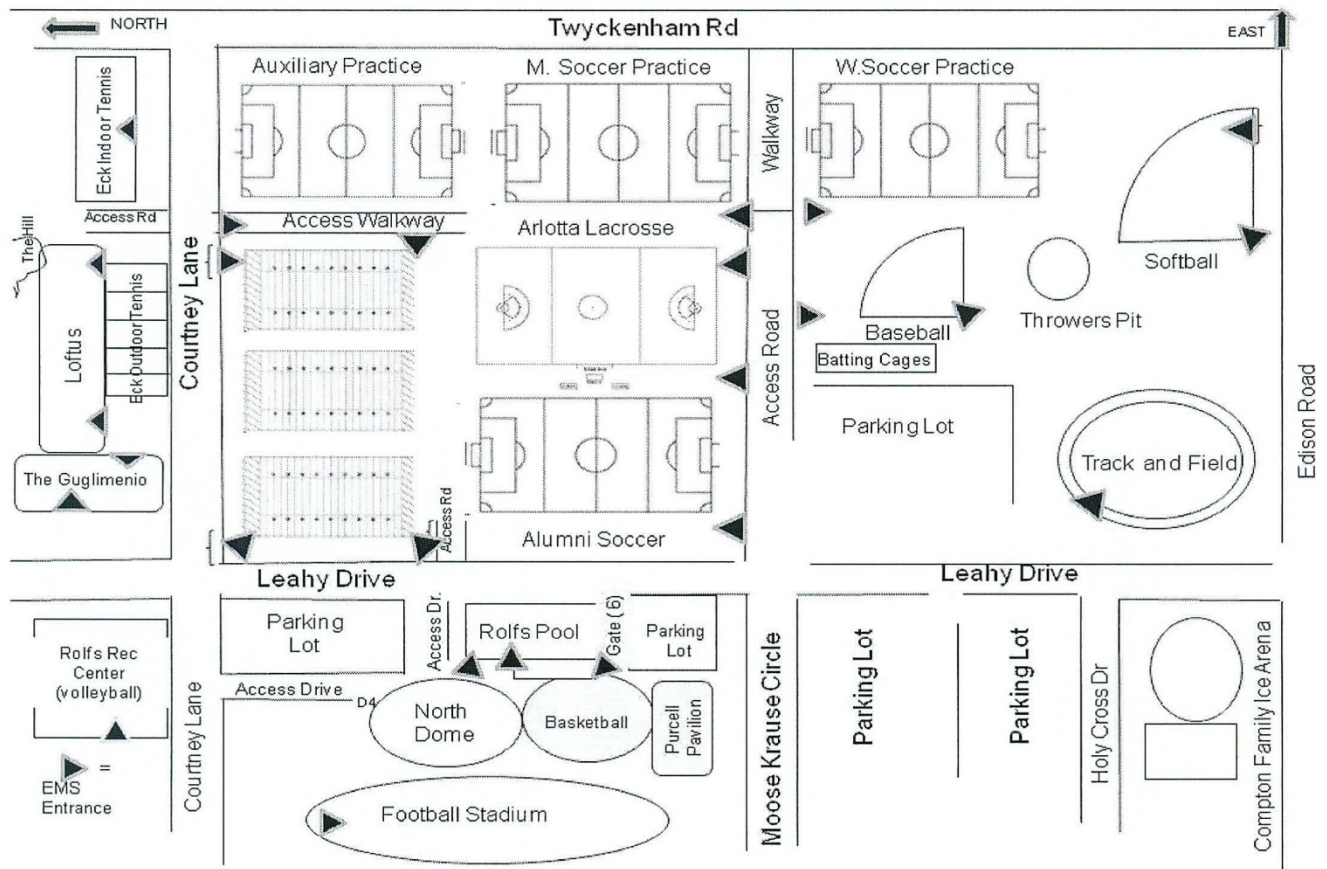 NORTH
Twyckenham Rd
EAST
Auxiliary Practice
M. Soccer Practice
W.Soccer Practice
Eck Indoor Tennis
Walkway
Access Rd
Access Walkway
Arlotta Lacrosse
The Hill
Softball
Loftus
Eck Outdoor Tennis
Courtney Lane
Throwers Pit
Baseball
Batting Cages
Access Road
Parking Lot
Edison Road
The Guglimenio
Track and Field
Access Rd
Alumni Soccer
Leahy Drive
Leahy Drive
Rolfs Rec
Center
(volleyball)
Parking
Lot
Access Dr.
Rolfs Pool
Gate (6)
Parking
Lot
Access Drive
D4
North
Dome
Basketball
Purcell
Pavilion
Courtney Lane
Moose Krause Circle
Parking Lot
Parking Lot
Holy Cross Dr
Compton Family Ice Arena
=
EMS
Entrance
Football Stadium